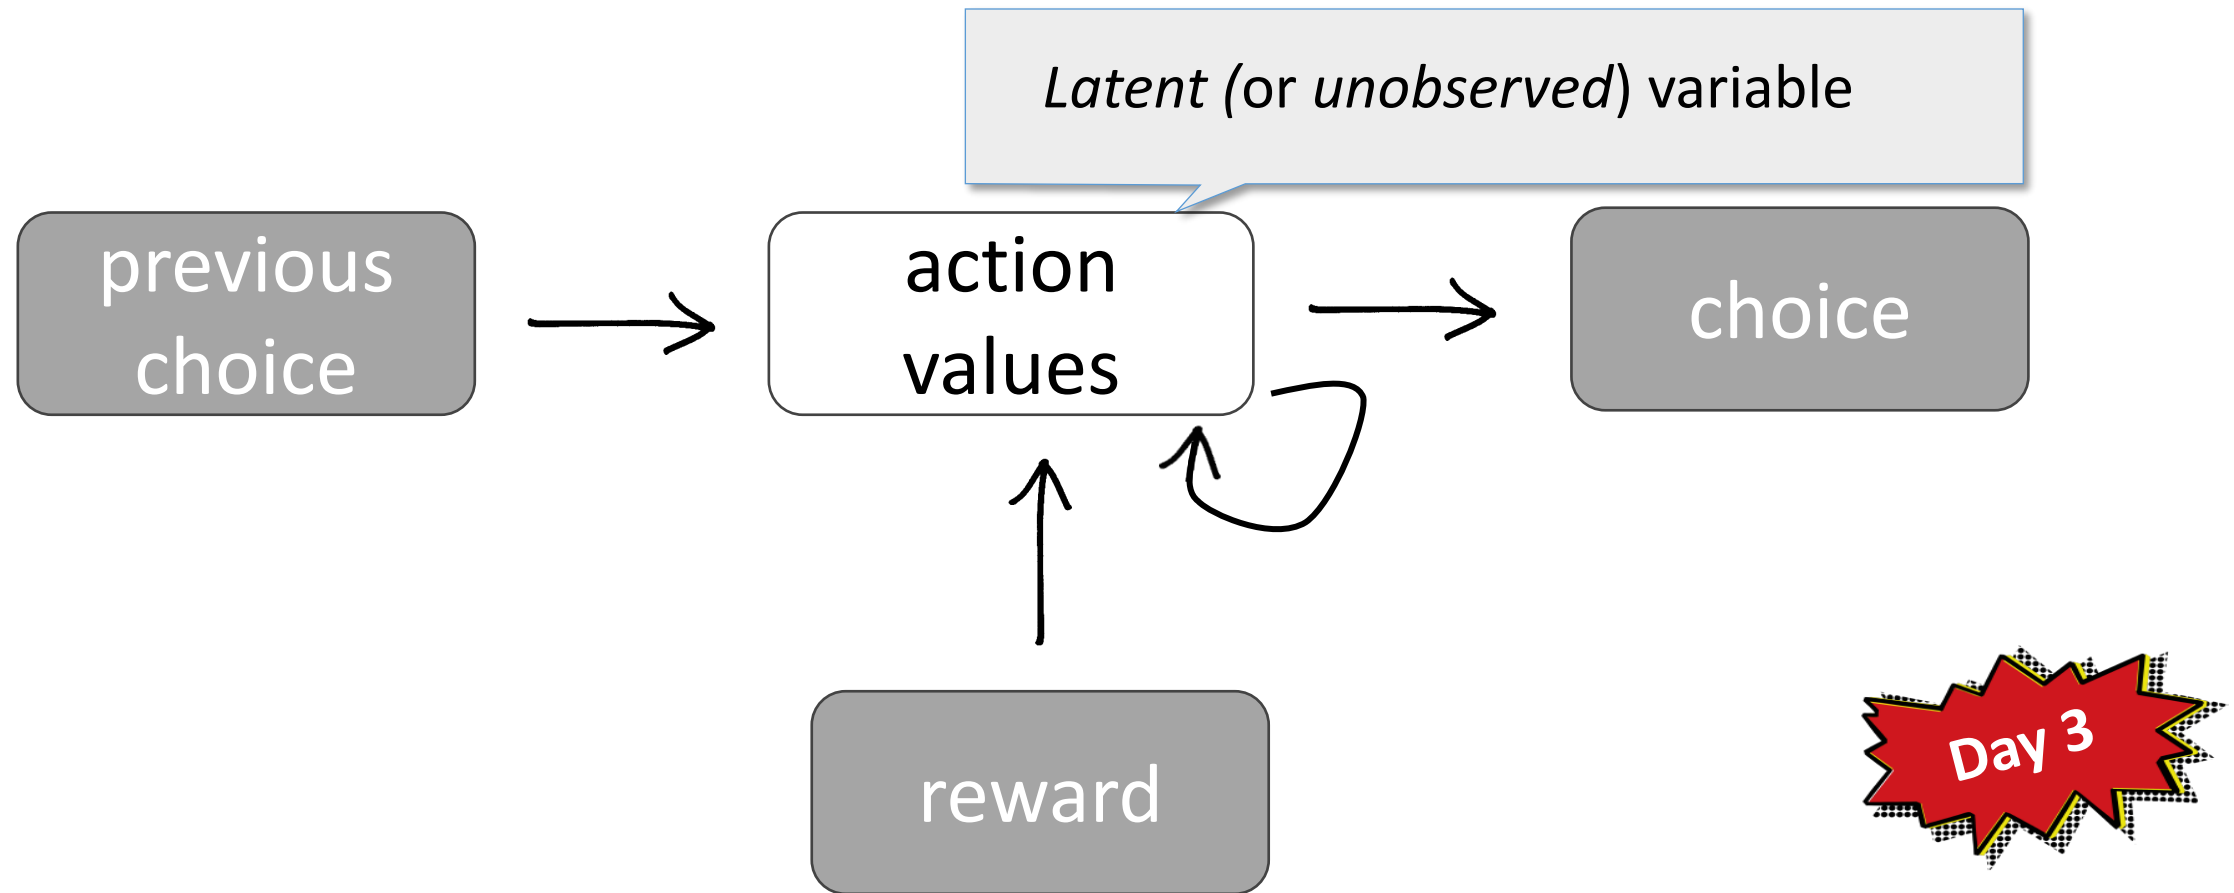 Latent (or unobserved) variable
previous
choice
action
values
choice
reward
Day 3